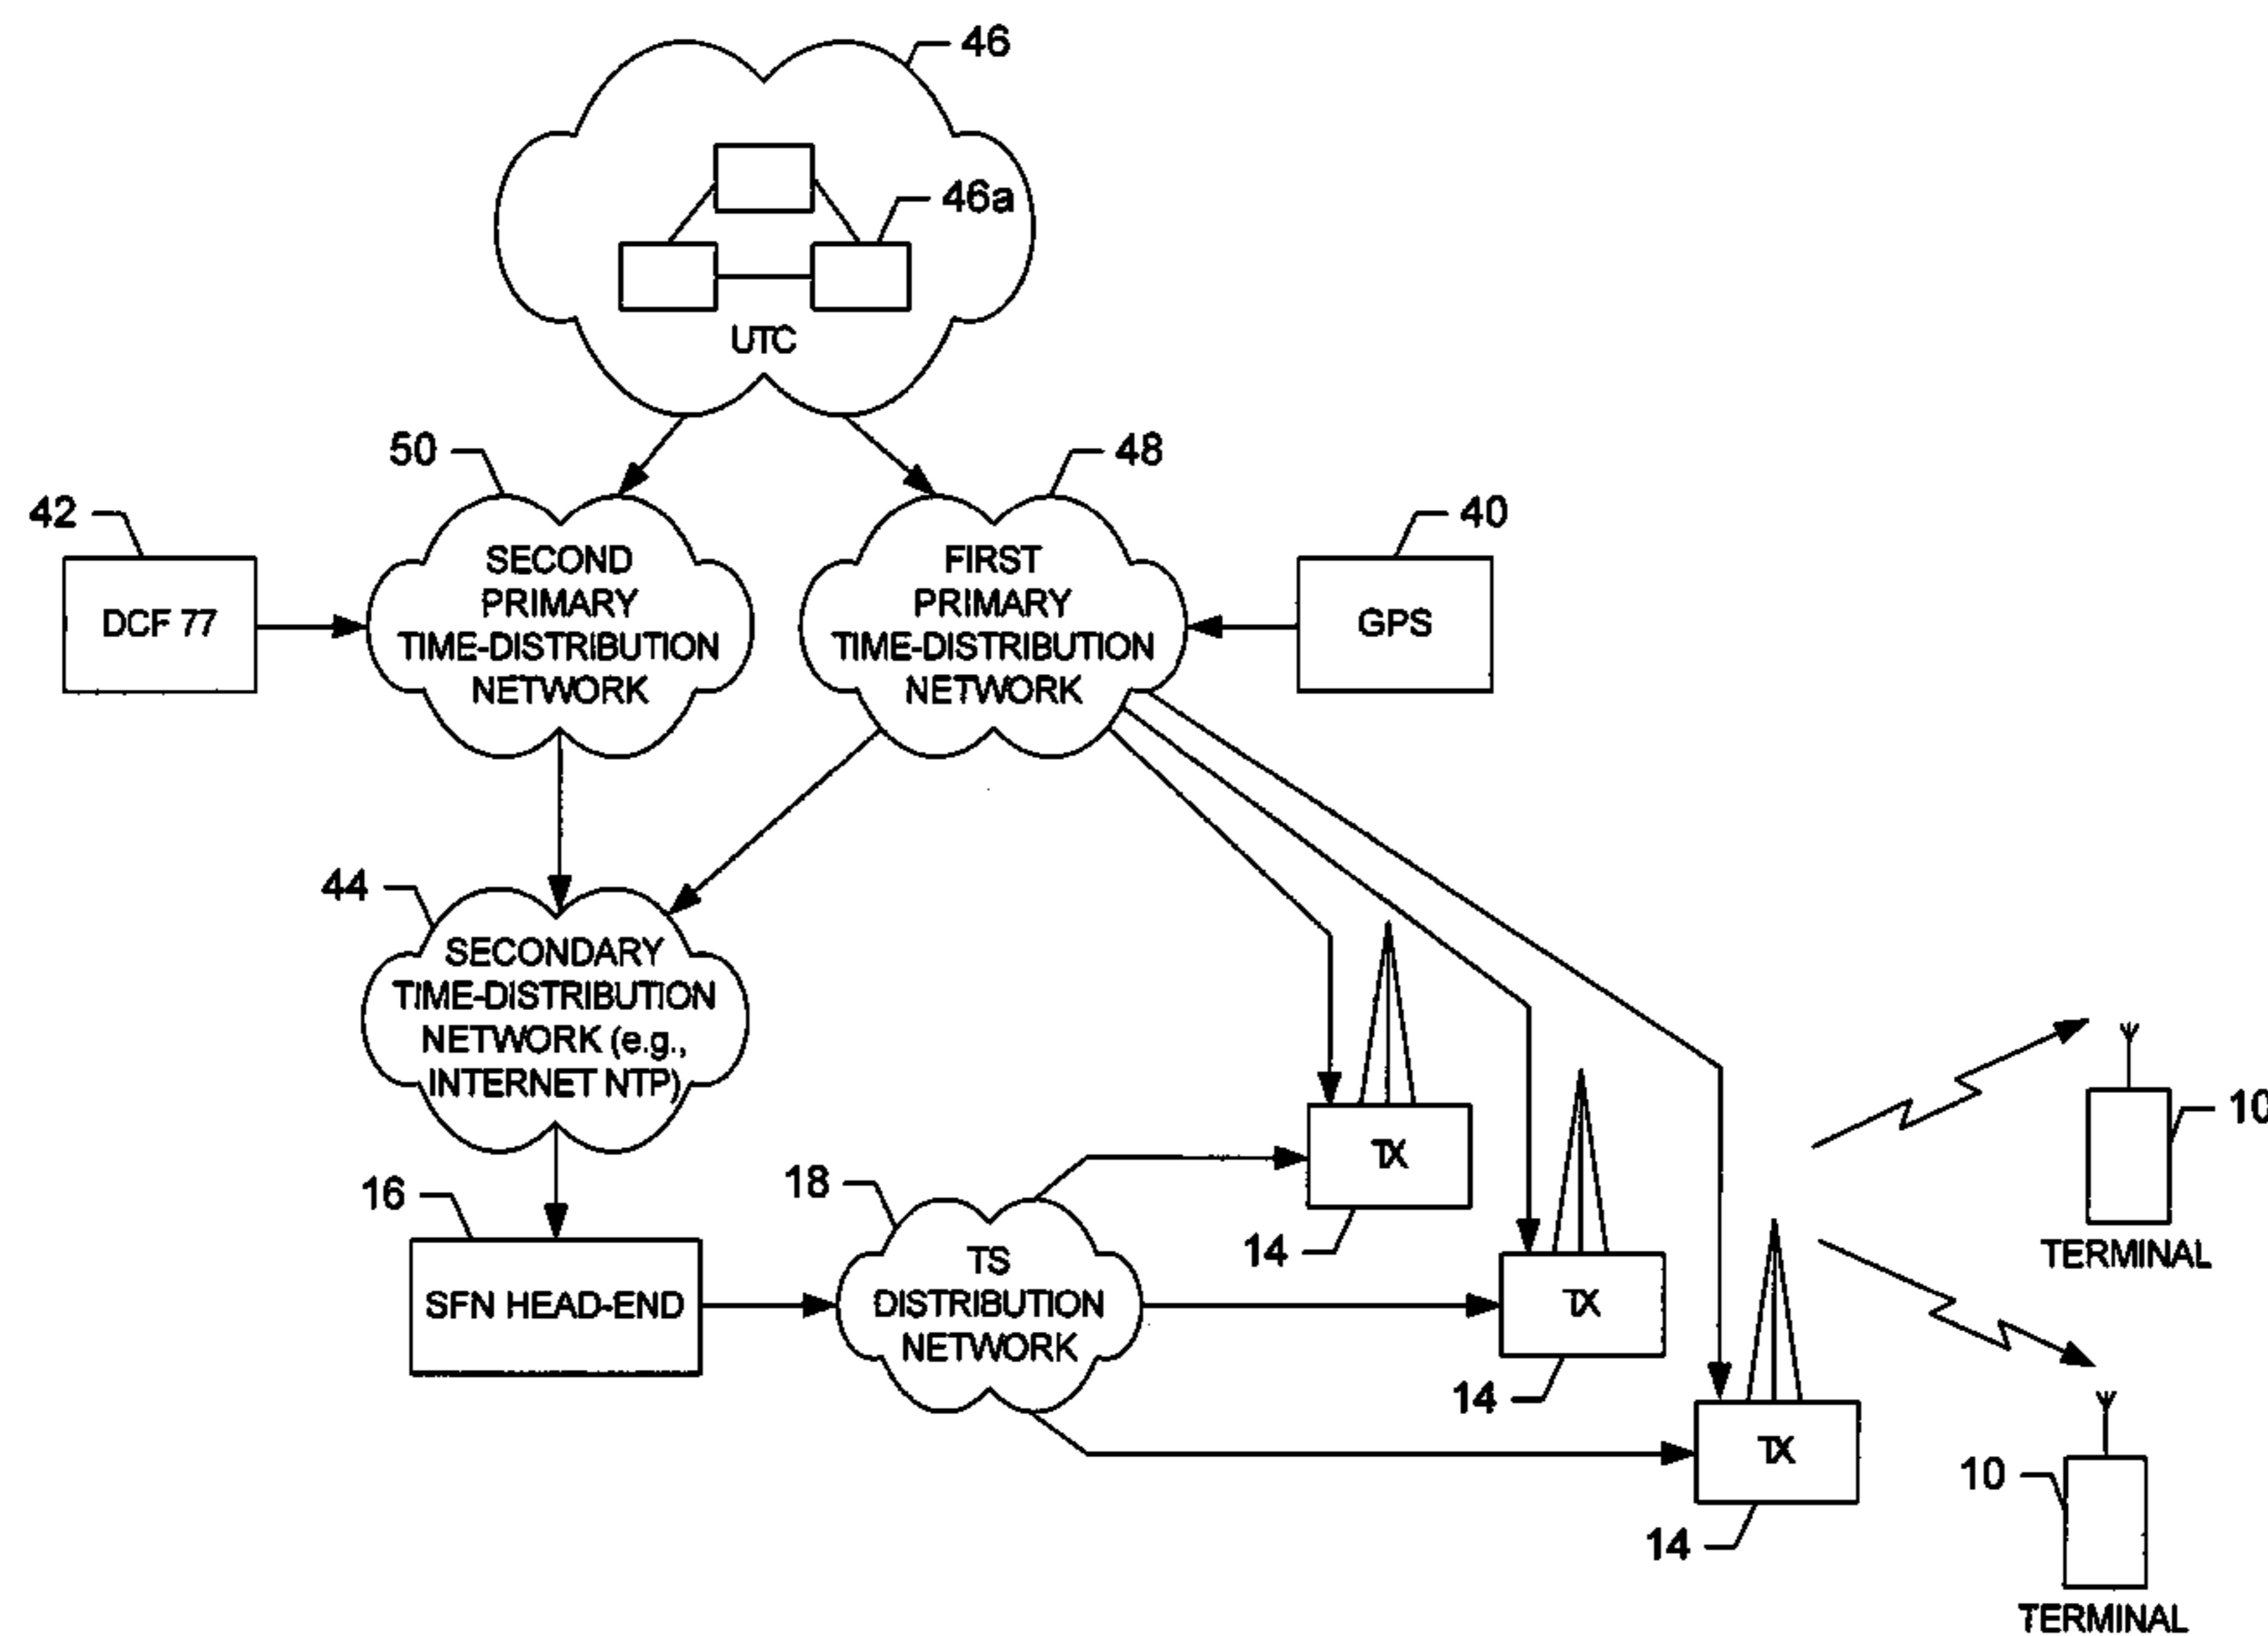 46
46a
UTC
50
48
42
40
DCF 77
SECOND
PRIMARY
TIME-DISTRIBUTION
NETWORK
FIRST
PRIMARY
TIME-DISTRIBUTION
NETWORK
GPS
44
SECONDARY
TIME-DISTRIBUTION
NETWORK (e.g.,
INTERNET NTP)
16
SFN HEAD-END
18
TS
DISTRIBUTION
NETWORK
TX
14
TX
14
TX
14
10
TERMINAL
10
TERMINAL